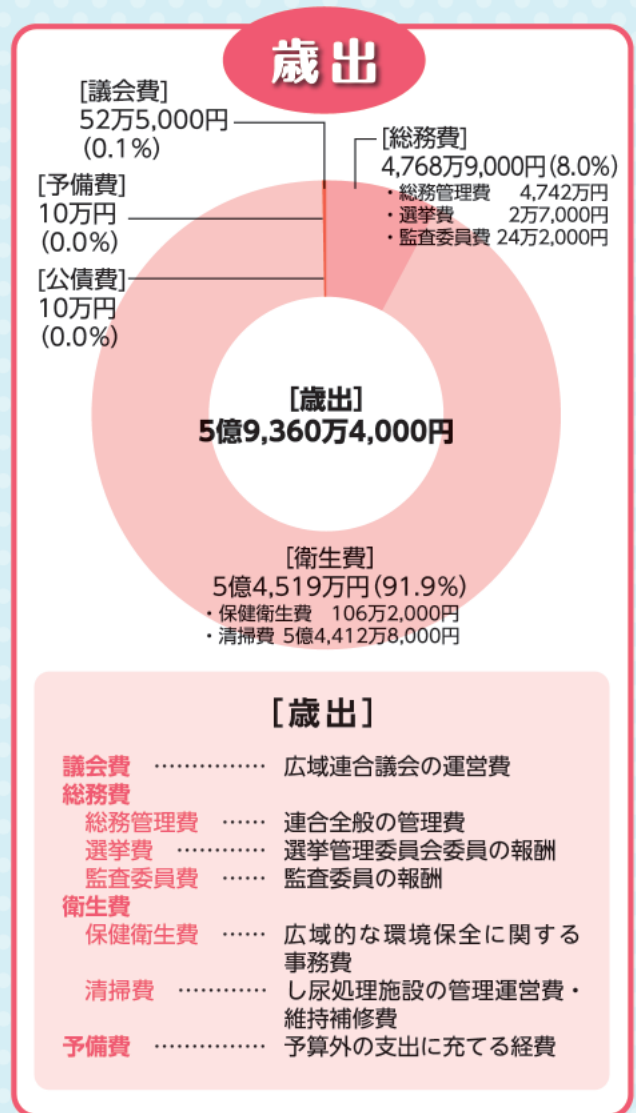 歳出
[議会費]
52万5,000円
(0.1%)
[総務費]
4,768万9,000円(8.0%)
・総務管理費 4,742万円
・選挙費 2万7,000円
・監査委員費 24万2,000円
[予備費]
10万円
(0.0%)
[公債費]
10万円
(0.0%)
[歳出]
5億9,360万4,000円
[衛生費]
5億4,519万円(91.9%)
・保健衛生費 106万2,000円
・清掃費 5億4,412万8,000円
[歳出]
議会費 …………… 広域連合議会の運営費
総務費
総務管理費 …… 連合全般の管理費
選挙費 ………… 選挙管理委員会委員の報酬
監査委員費 …… 監査委員の報酬
衛生費
保健衛生費 …… 広域的な環境保全に関する
事務費
清掃費 ………… し尿処理施設の管理運営費・
維持補修費
予備費 …………… 予算外の支出に充てる経費